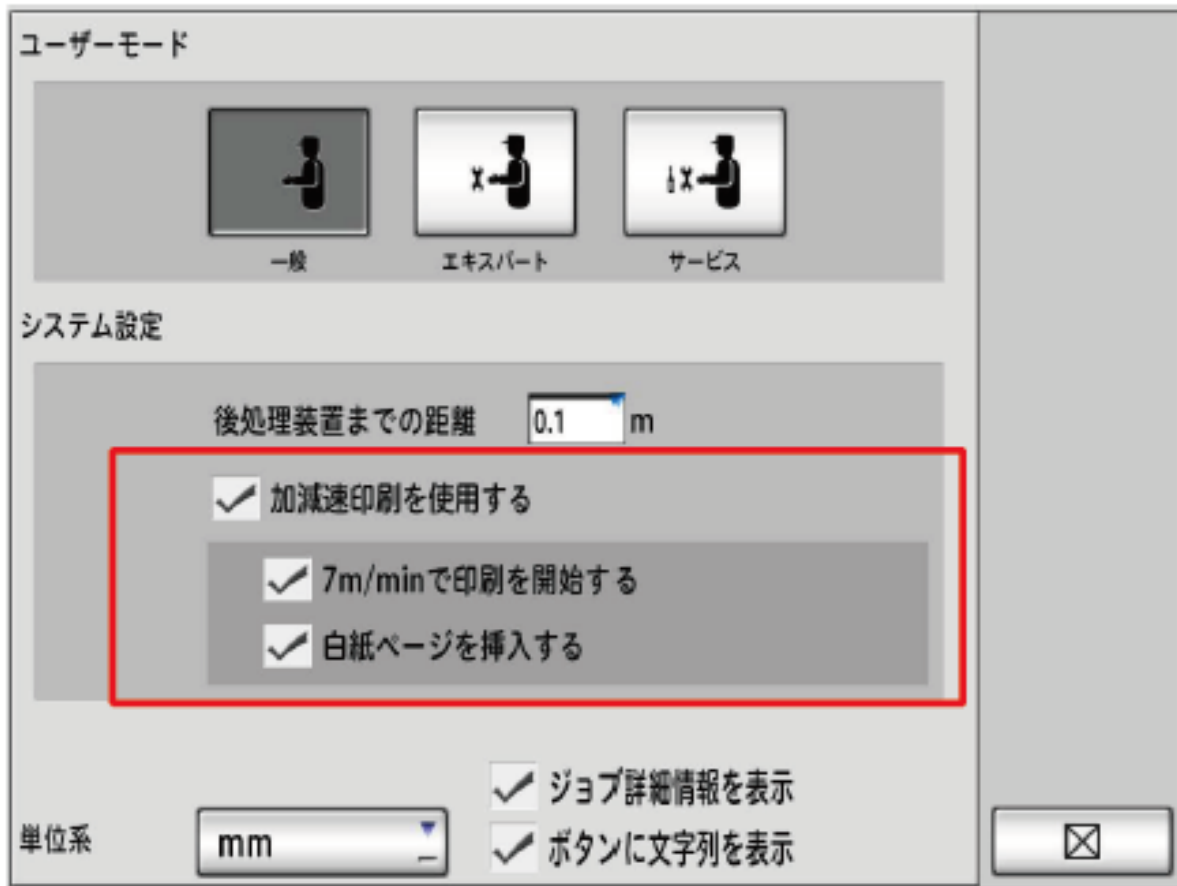 ユーザーモード
一般 エキスパート サービス
システム設定
後処理装置までの距離 0.1 m
加減速印刷を使用する
7m/minで印刷を開始する
白紙ページを挿入する
ジョブ詳細情報を表示
単位系 mm ボタンに文字列を表示